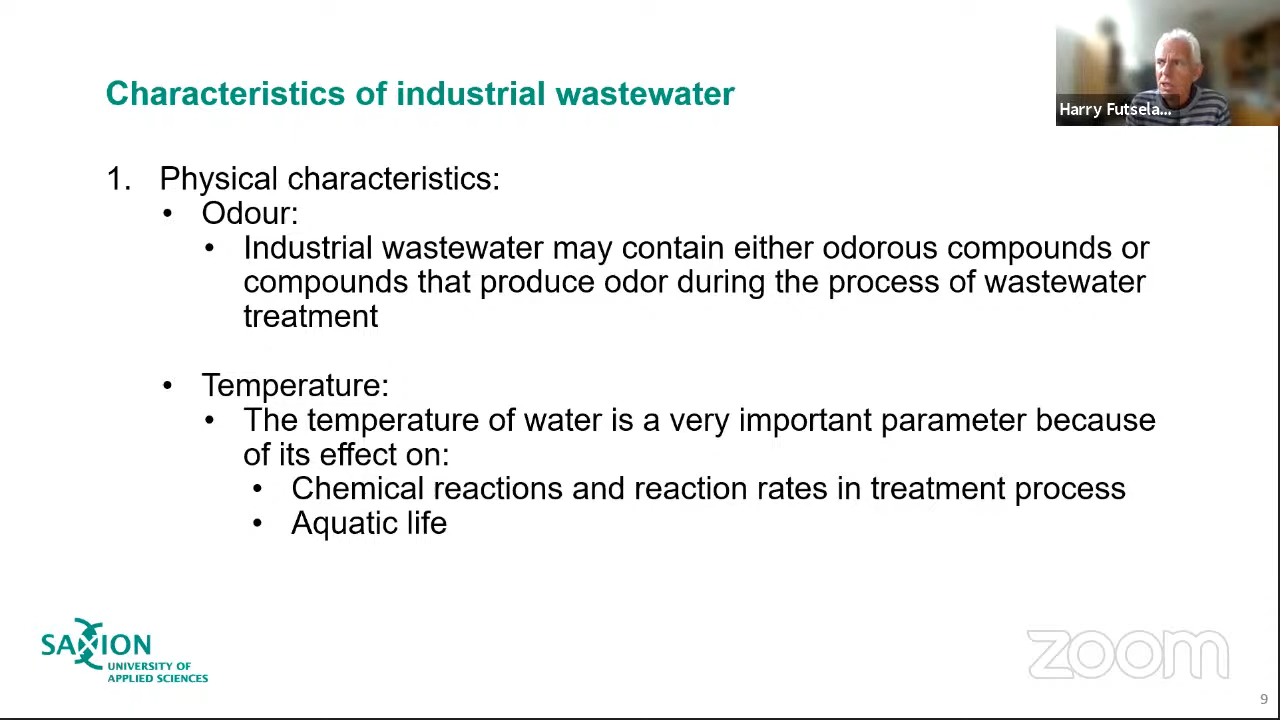 Characteristics of industrial wastewater
Harry Futsela...
1. Physical characteristics:
• Odour:
• Industrial wastewater may contain either odorous compounds or
compounds that produce odor during the process of wastewater
treatment
• Temperature:
• The temperature of water is a very important parameter because
of its effect on:
• Chemical reactions and reaction rates in treatment process
• Aquatic life
SAXION
UNIVERSITY OF
APPLIED SCIENCES
zoom
9